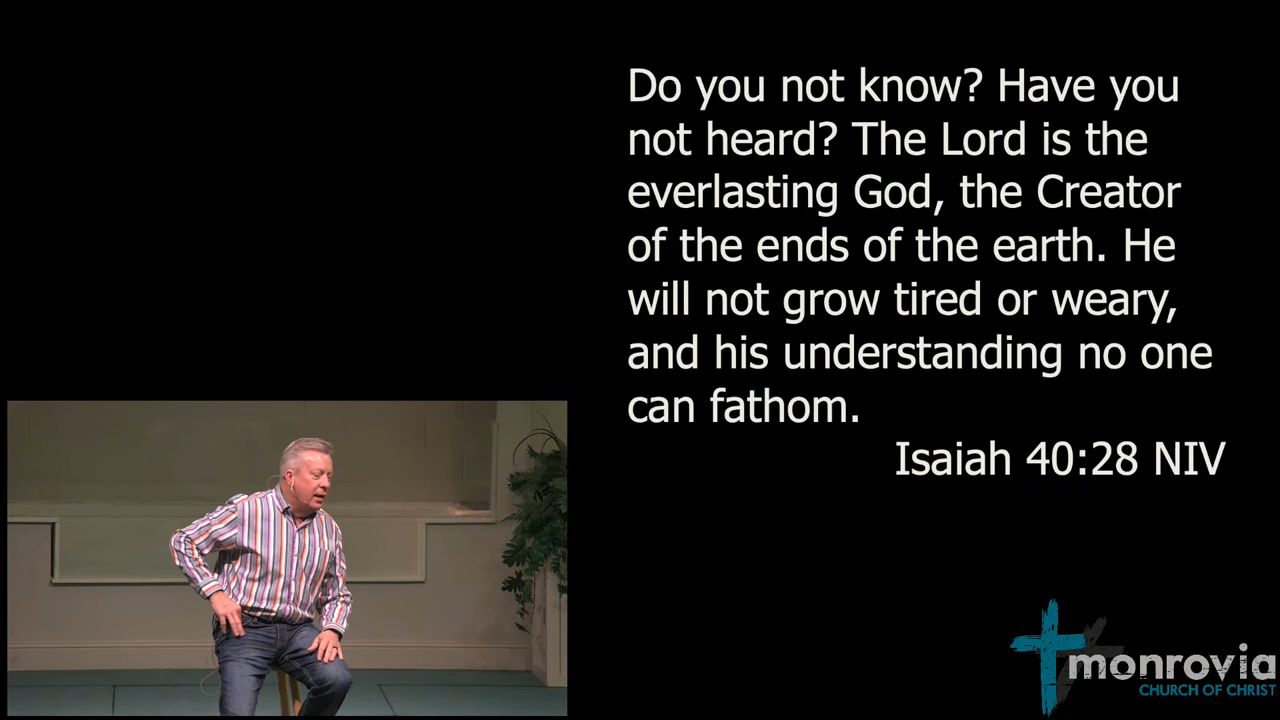 Do you not know? Have you
not heard? The Lord is the
everlasting God, the Creator
of the ends of the earth. He
will not grow tired or weary,
and his understanding no one
can fathom.
Isaiah 40:28 NIV
monrovia
CHURCH OF CHRIST